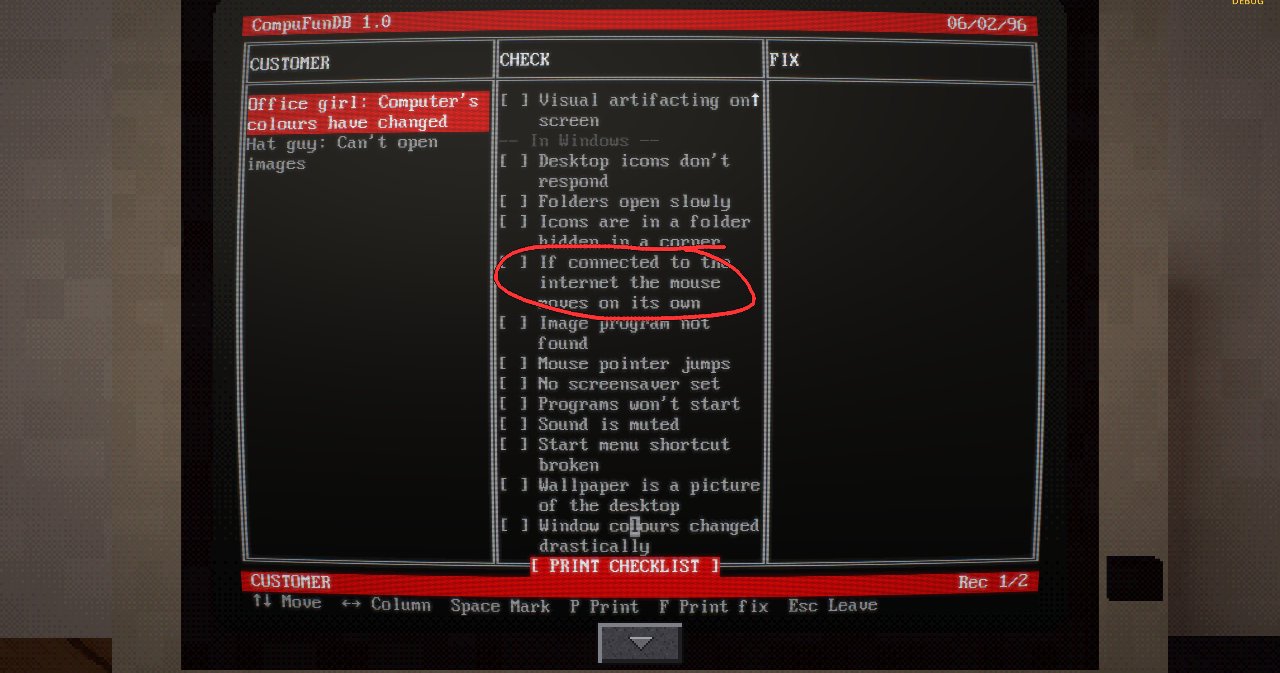 DEBUG
CompuFunDB 1.0 06/02/96
CUSTOMER CHECK FIX
Office girl: Computer's
colours have changed
Hat guy: Can't open
images
[ ] Visual artifacting on↑
screen
-- In Windows --
[ ] Desktop icons don't
respond
[ ] Folders open slowly
[ ] Icons are in a folder
hidden in a corner
[ ] If connected to the
internet the mouse
moves on its own
[ ] Image program not
found
[ ] Mouse pointer jumps
[ ] No screensaver set
[ ] Programs won't start
[ ] Sound is muted
[ ] Start menu shortcut
broken
[ ] Wallpaper is a picture
of the desktop
[ ] Window colours changed
drastically
[ PRINT CHECKLIST ]
CUSTOMER Rec 1/2
↑↓ Move ↔ Column Space Mark P Print F Print fix Esc Leave